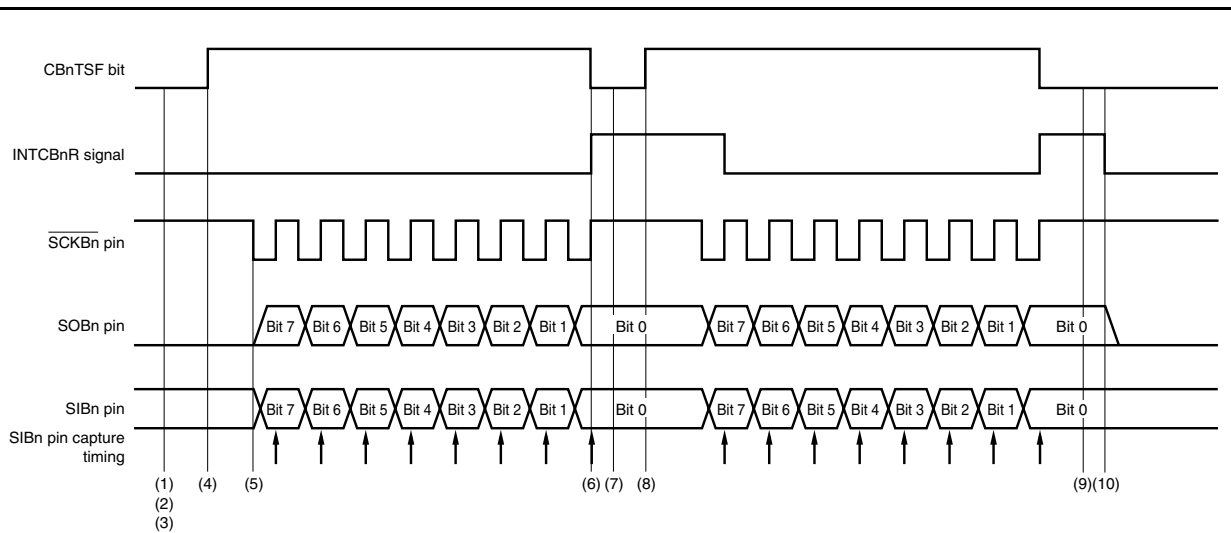 CBnTSF bit
INTCBnR signal
SCKBn pin
SOBn pin
Bit 7 Bit 6 Bit 5 Bit 4 Bit 3 Bit 2 Bit 1 Bit 0 Bit 7 Bit 6 Bit 5 Bit 4 Bit 3 Bit 2 Bit 1 Bit 0
SIBn pin
Bit 7 Bit 6 Bit 5 Bit 4 Bit 3 Bit 2 Bit 1 Bit 0 Bit 7 Bit 6 Bit 5 Bit 4 Bit 3 Bit 2 Bit 1 Bit 0
SIBn pin capture
timing
(1) (4) (5) (6) (7) (8) (9) (10)
(2)
(3)